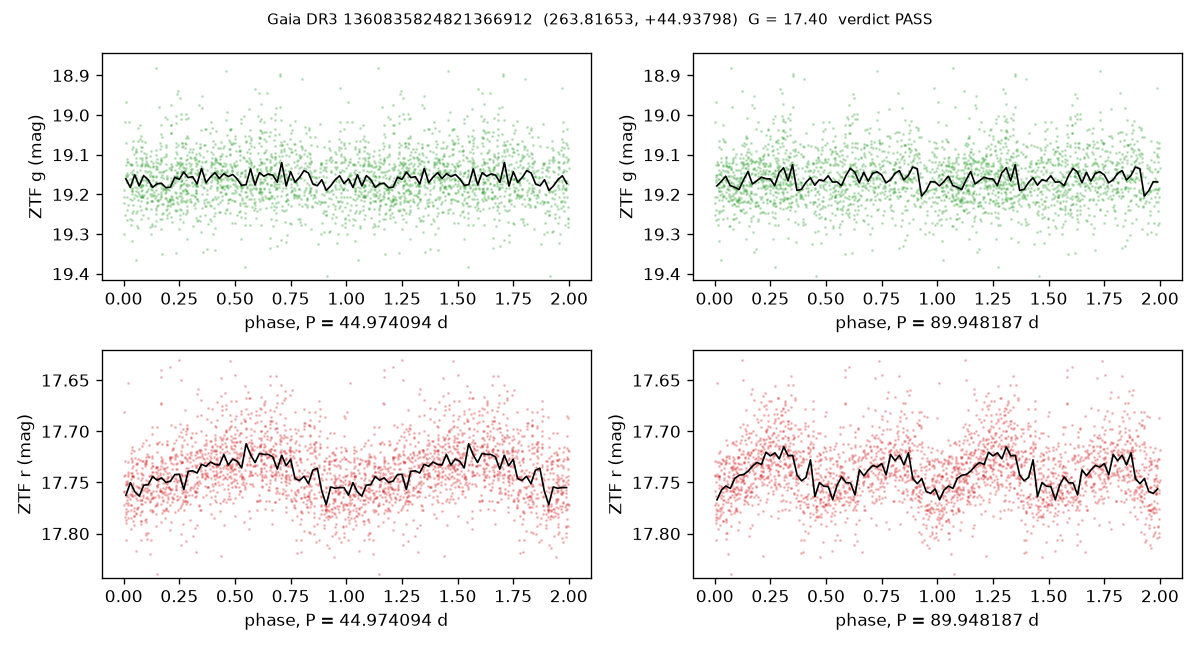 Gaia DR3 1360835824821366912  (263.81653, +44.93798)  G = 17.40  verdict PASS
ZTF g (mag)
18.9
19.0
19.1
19.2
19.3
19.4
0.00 0.25 0.50 0.75 1.00 1.25 1.50 1.75 2.00
phase, P = 44.974094 d
ZTF g (mag)
18.9
19.0
19.1
19.2
19.3
19.4
0.00 0.25 0.50 0.75 1.00 1.25 1.50 1.75 2.00
phase, P = 89.948187 d
ZTF r (mag)
17.65
17.70
17.75
17.80
0.00 0.25 0.50 0.75 1.00 1.25 1.50 1.75 2.00
phase, P = 44.974094 d
ZTF r (mag)
17.65
17.70
17.75
17.80
0.00 0.25 0.50 0.75 1.00 1.25 1.50 1.75 2.00
phase, P = 89.948187 d